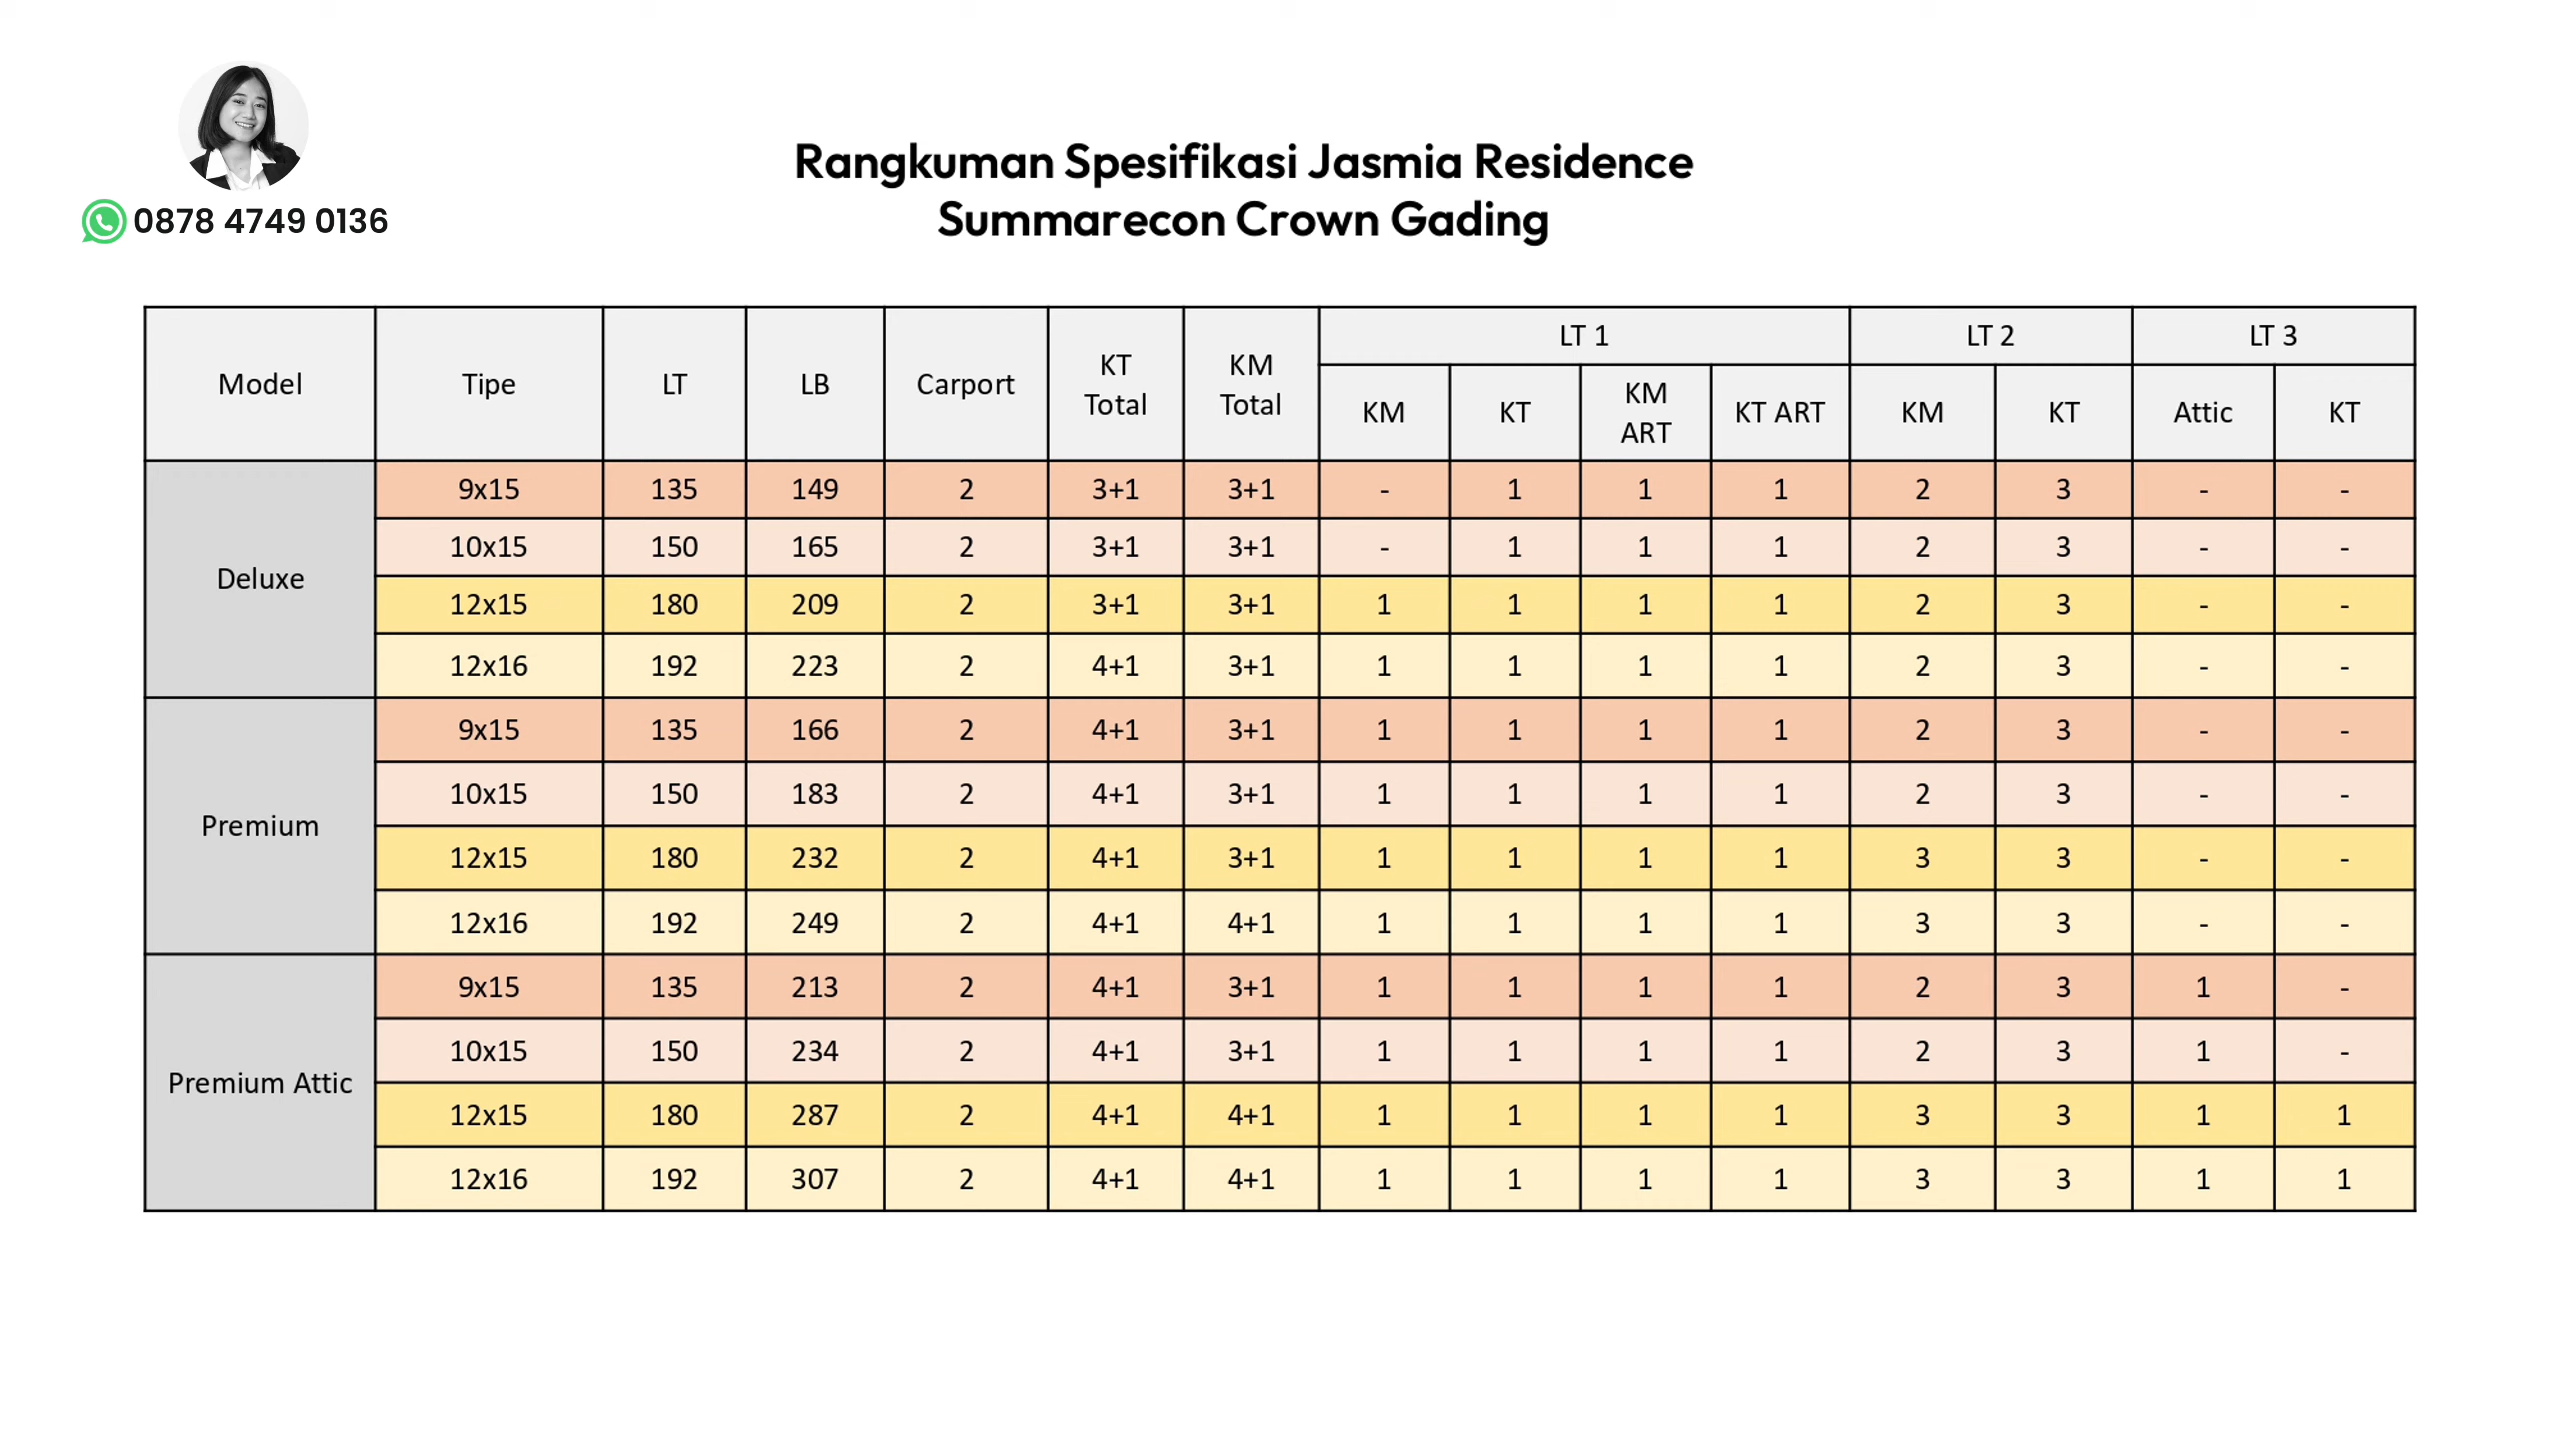 0878 4749 0136
Rangkuman Spesifikasi Jasmia Residence
Summarecon Crown Gading
Model Tipe LT LB Carport KT Total KM Total LT 1 LT 2 LT 3
KM KT KM ART KT ART KM KT Attic KT
Deluxe
9x15 135 149 2 3+1 3+1 - 1 1 1 2 3 - -
10x15 150 165 2 3+1 3+1 - 1 1 1 2 3 - -
12x15 180 209 2 3+1 3+1 1 1 1 1 2 3 - -
12x16 192 223 2 4+1 3+1 1 1 1 1 2 3 - -
Premium
9x15 135 166 2 4+1 3+1 1 1 1 1 2 3 - -
10x15 150 183 2 4+1 3+1 1 1 1 1 2 3 - -
12x15 180 232 2 4+1 3+1 1 1 1 1 3 3 - -
12x16 192 249 2 4+1 4+1 1 1 1 1 3 3 - -
Premium Attic
9x15 135 213 2 4+1 3+1 1 1 1 1 2 3 1 -
10x15 150 234 2 4+1 3+1 1 1 1 1 2 3 1 -
12x15 180 287 2 4+1 4+1 1 1 1 1 3 3 1 1
12x16 192 307 2 4+1 4+1 1 1 1 1 3 3 1 1